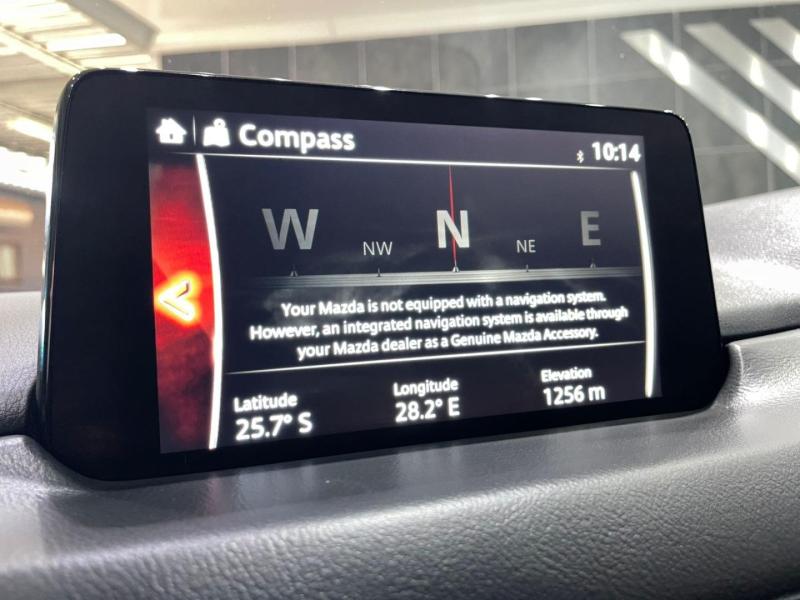 Compass
10:14
W NW N NE E
Your Mazda is not equipped with a navigation system.
However, an integrated navigation system is available through
your Mazda dealer as a Genuine Mazda Accessory.
Latitude Longitude Elevation
25.7° S 28.2° E 1256 m